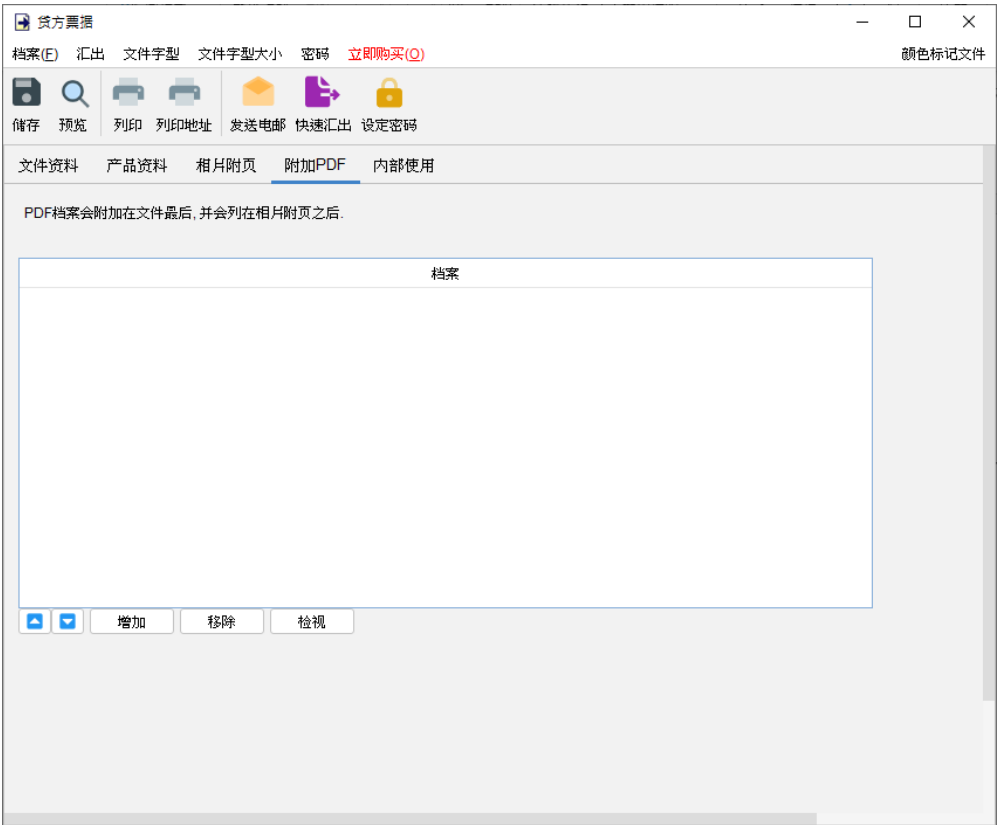 贷方票据
档案(F) 汇出 文件字型 文件字型大小 密码 立即购买(O) 颜色标记文件
储存 预览 列印 列印地址 发送电邮 快速汇出 设定密码
文件资料 产品资料 相片附页 附加PDF 内部使用
PDF档案会附加在文件最后, 并会列在相片附页之后.
档案
增加 移除 检视